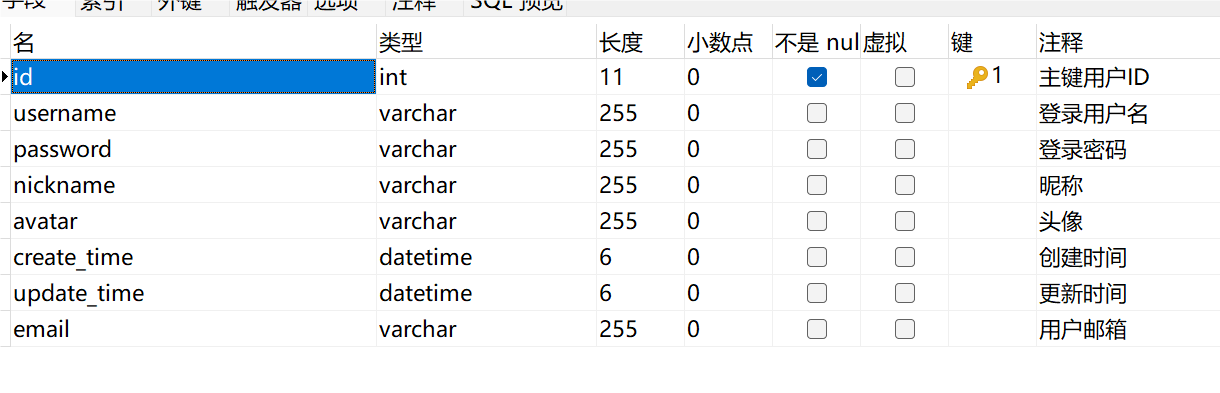 字段 索引 外键 触发器 选项 注释 SQL 预览
名 类型 长度 小数点 不是 nul 虚拟 键 注释
id int 11 0 1 主键用户ID
username varchar 255 0 登录用户名
password varchar 255 0 登录密码
nickname varchar 255 0 昵称
avatar varchar 255 0 头像
create_time datetime 6 0 创建时间
update_time datetime 6 0 更新时间
email varchar 255 0 用户邮箱